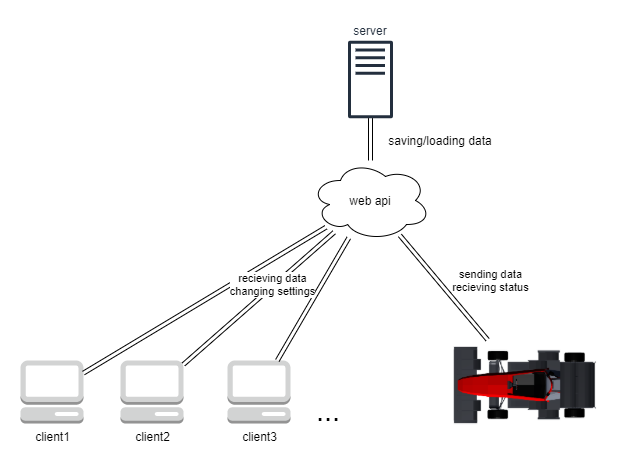 server
saving/loading data
web api
recieving data
changing settings
sending data
recieving status
client1
client2
client3
...